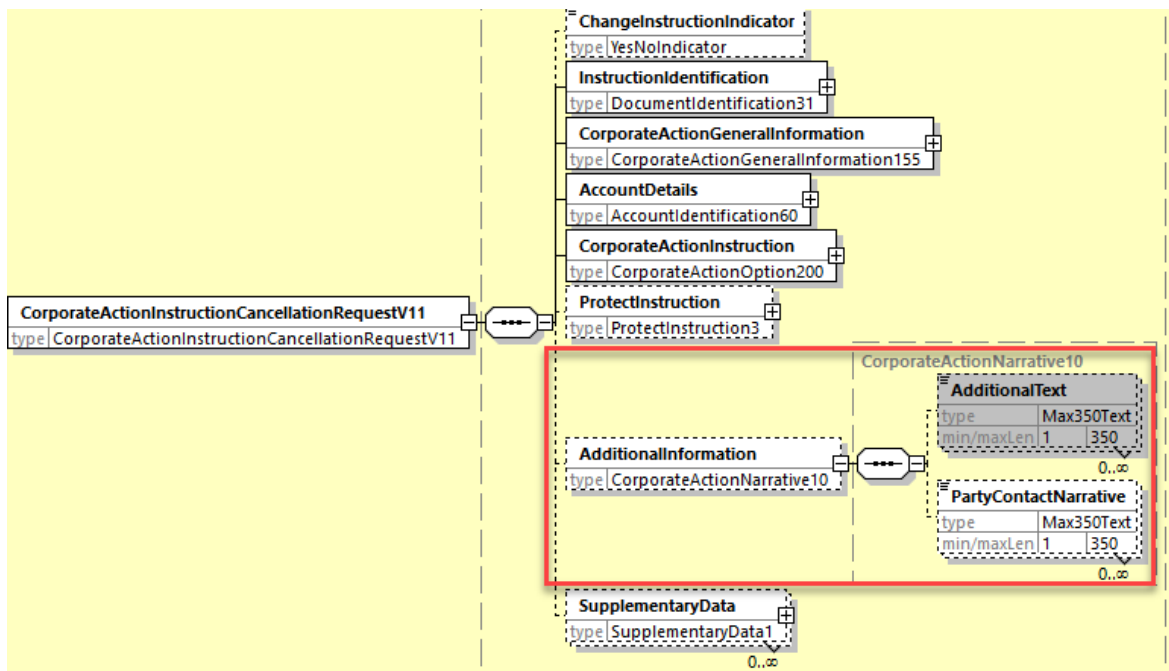 ChangeInstructionIndicator
type YesNoIndicator
InstructionIdentification
type DocumentIdentification31
CorporateActionGeneralInformation
type CorporateActionGeneralInformation155
AccountDetails
type AccountIdentification60
CorporateActionInstruction
type CorporateActionOption200
CorporateActionInstructionCancellationRequestV11
type CorporateActionInstructionCancellationRequestV11
ProtectInstruction
type ProtectInstruction3
CorporateActionNarrative10
AdditionalText
type Max350Text
min/maxLen 1 350
0..∞
AdditionalInformation
type CorporateActionNarrative10
PartyContactNarrative
type Max350Text
min/maxLen 1 350
0..∞
SupplementaryData
type SupplementaryData1
0..∞